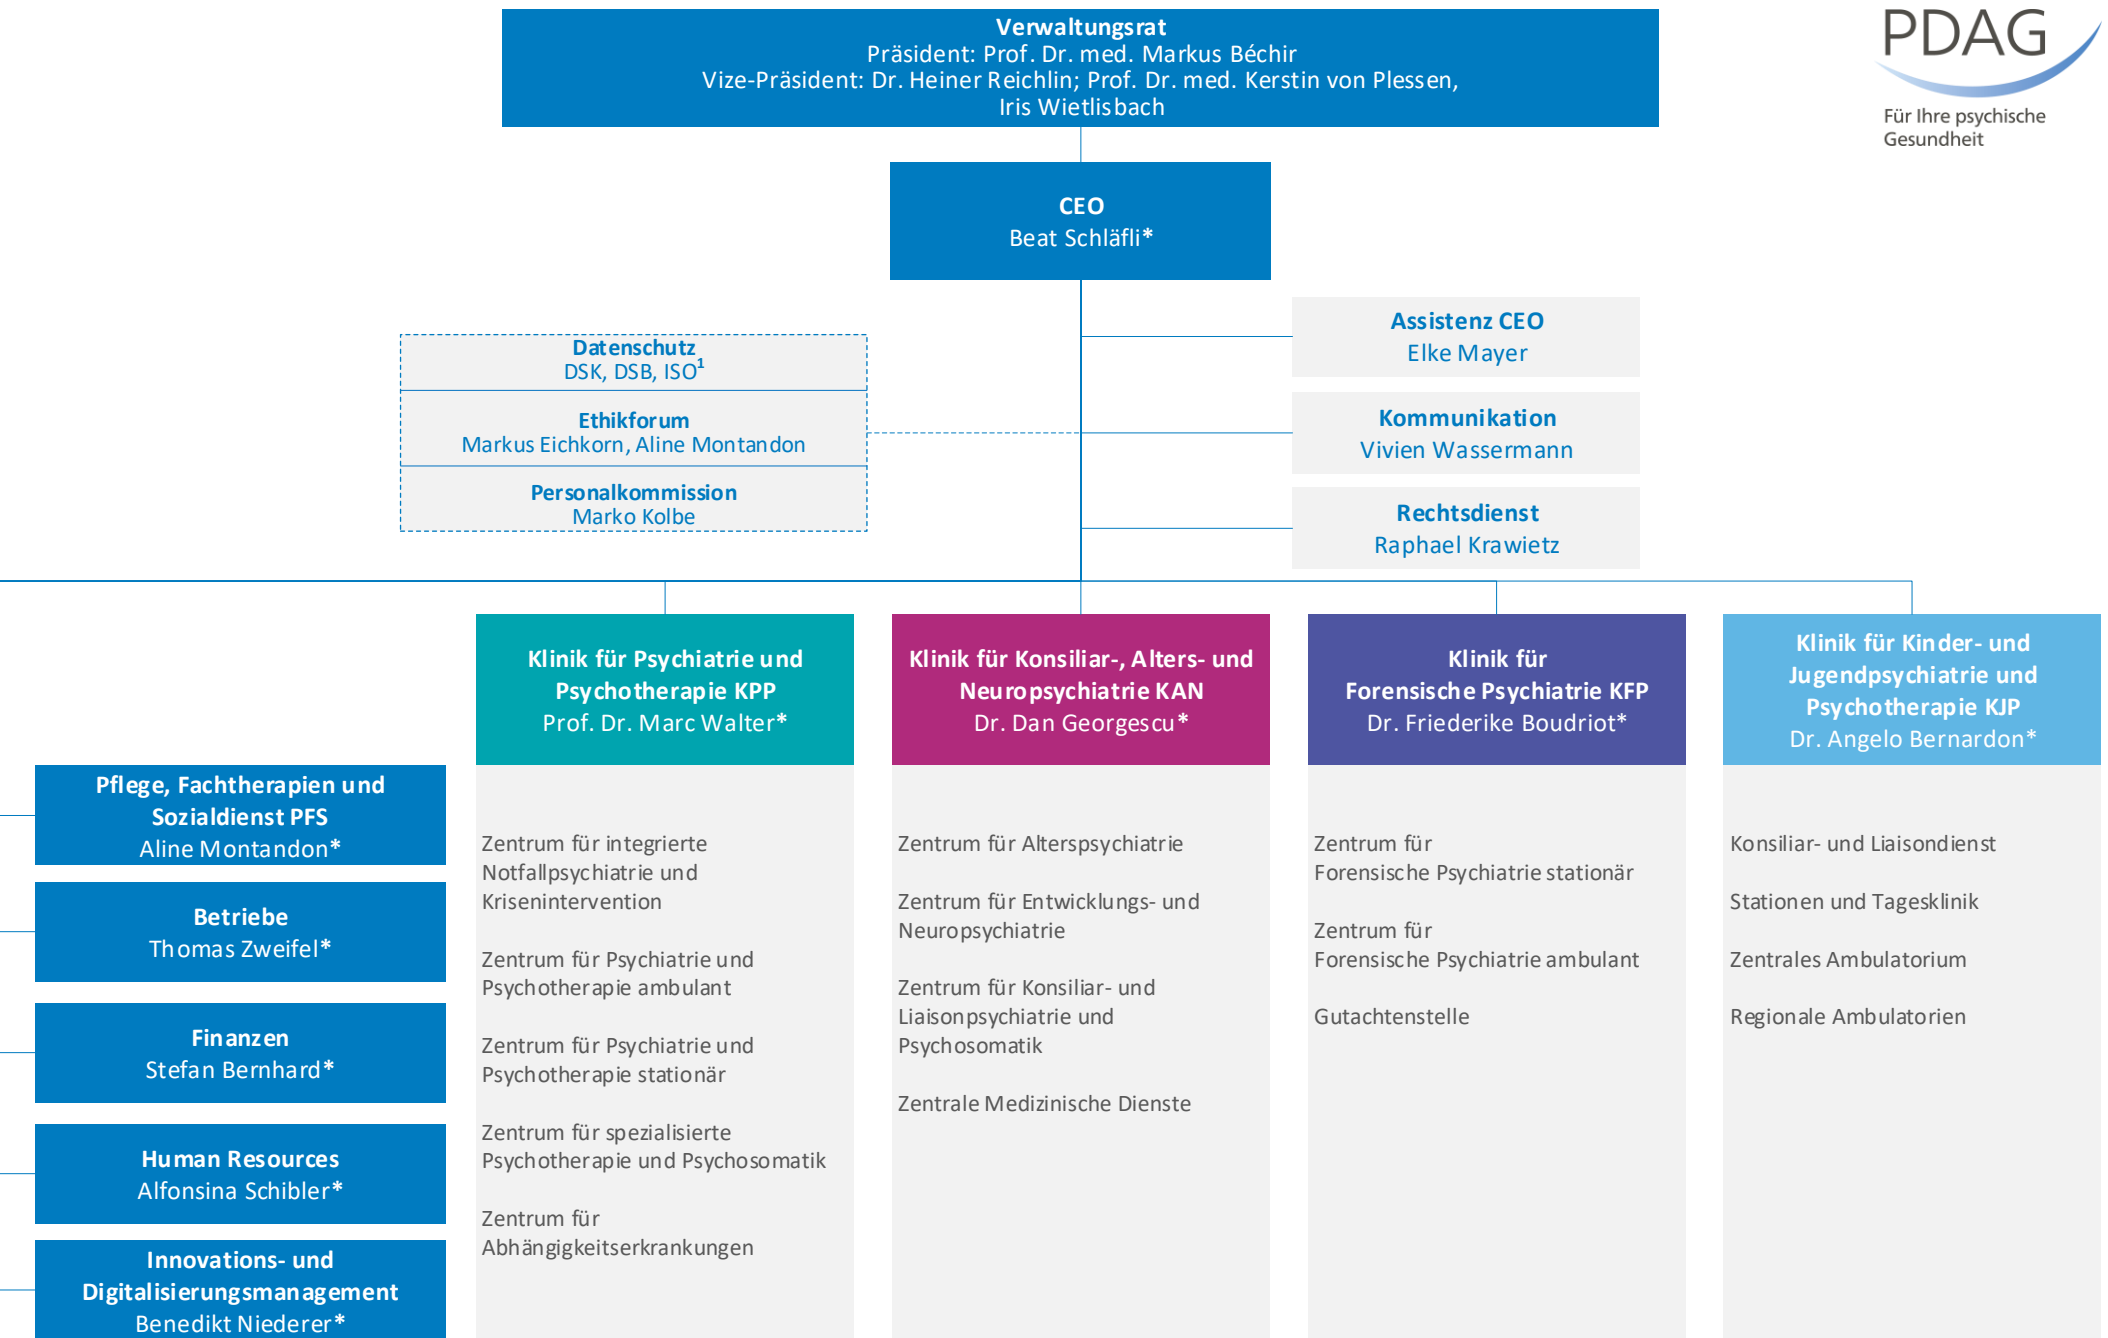 Verwaltungsrat
Präsident: Prof. Dr. med. Markus Béchir
Vize-Präsident: Dr. Heiner Reichlin; Prof. Dr. med. Kerstin von Plessen,
Iris Wietlisbach
PDAG
Für Ihre psychische
Gesundheit
CEO
Beat Schläfli*
Datenschutz
DSK, DSB, ISO¹
Ethikforum
Markus Eichkorn, Aline Montandon
Personalkommission
Marko Kolbe
Assistenz CEO
Elke Mayer
Kommunikation
Vivien Wassermann
Rechtsdienst
Raphael Krawietz
Pflege, Fachtherapien und
Sozialdienst PFS
Aline Montandon*
Betriebe
Thomas Zweifel*
Finanzen
Stefan Bernhard*
Human Resources
Alfonsina Schibler*
Innovations- und
Digitalisierungsmanagement
Benedikt Niederer*
Klinik für Psychiatrie und
Psychotherapie KPP
Prof. Dr. Marc Walter*
Zentrum für integrierte
Notfallpsychiatrie und
Krisenintervention
Zentrum für Psychiatrie und
Psychotherapie ambulant
Zentrum für Psychiatrie und
Psychotherapie stationär
Zentrum für spezialisierte
Psychotherapie und Psychosomatik
Zentrum für
Abhängigkeitserkrankungen
Klinik für Konsiliar-, Alters- und
Neuropsychiatrie KAN
Dr. Dan Georgescu*
Zentrum für Alterspsychiatrie
Zentrum für Entwicklungs- und
Neuropsychiatrie
Zentrum für Konsiliar- und
Liaisonpsychiatrie und
Psychosomatik
Zentrale Medizinische Dienste
Klinik für
Forensische Psychiatrie KFP
Dr. Friederike Boudriot*
Zentrum für
Forensische Psychiatrie stationär
Zentrum für
Forensische Psychiatrie ambulant
Gutachtenstelle
Klinik für Kinder- und
Jugendpsychiatrie und
Psychotherapie KJP
Dr. Angelo Bernardon*
Konsiliar- und Liaisondienst
Stationen und Tagesklinik
Zentrales Ambulatorium
Regionale Ambulatorien